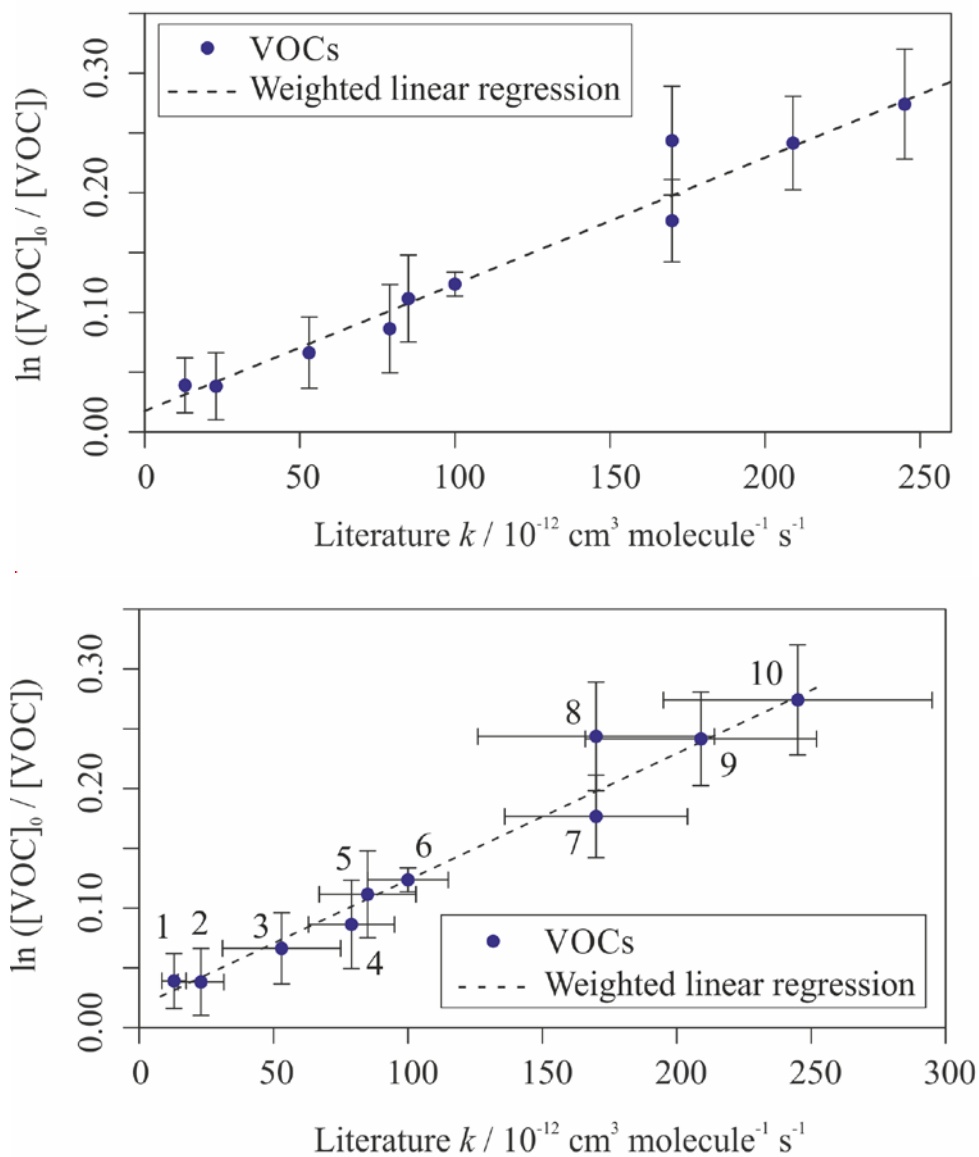 VOCs
Weighted linear regression
ln ([VOC]₀ / [VOC])
0.00 0.10 0.20 0.30
0 50 100 150 200 250
Literature k / 10⁻¹² cm³ molecule⁻¹ s⁻¹
ln ([VOC]₀ / [VOC])
0.00 0.10 0.20 0.30
1 2 3 4 5 6 7 8 9 10
VOCs
Weighted linear regression
0 50 100 150 200 250 300
Literature k / 10⁻¹² cm³ molecule⁻¹ s⁻¹